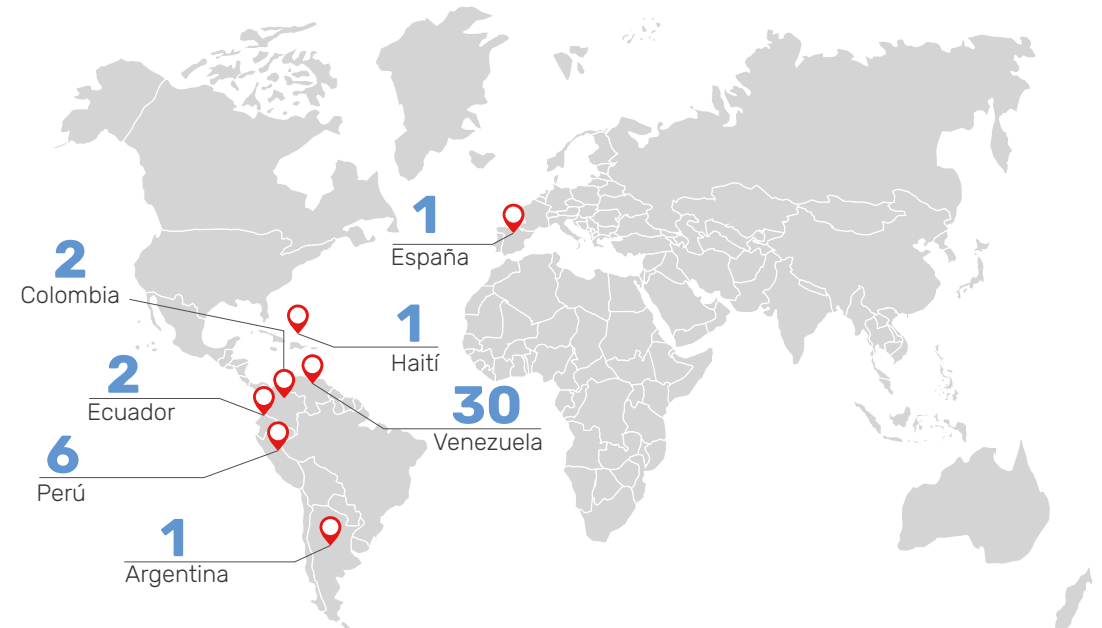 1
España
2
Colombia
1
Haití
2
Ecuador
30
Venezuela
6
Perú
1
Argentina